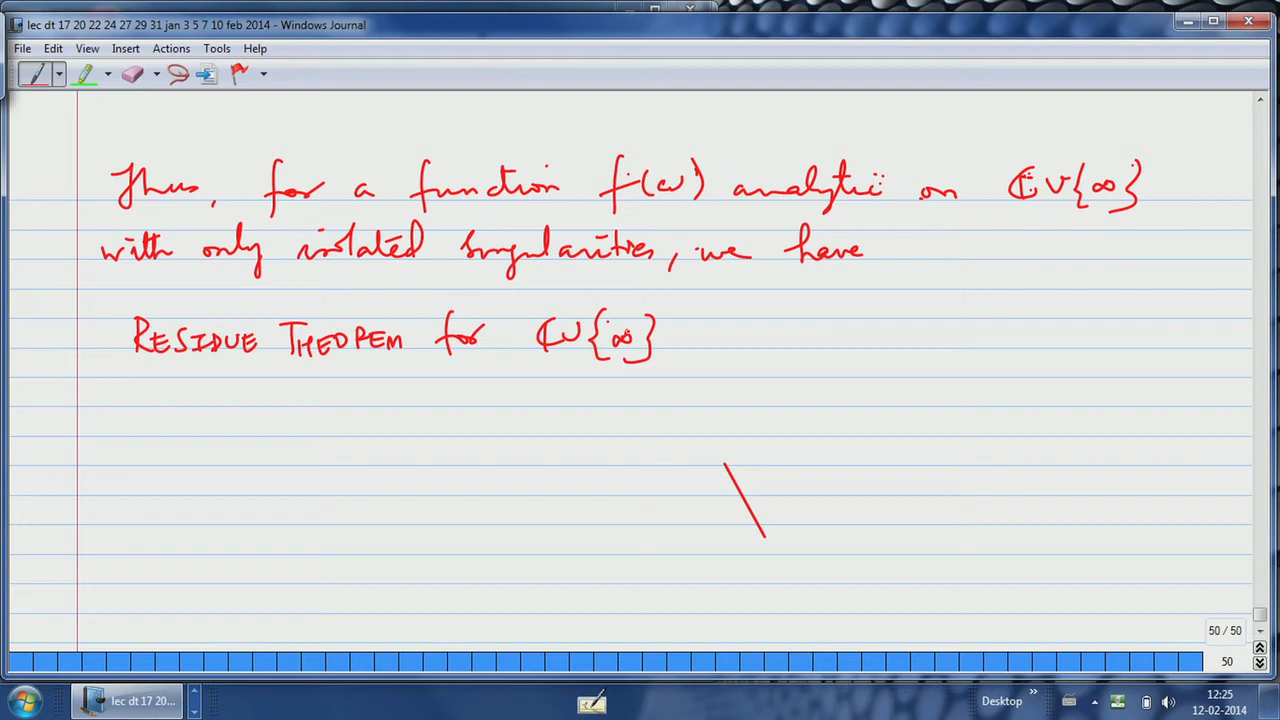 lec dt 17 20 22 24 27 29 31 jan 3 5 7 10 feb 2014 - Windows Journal
File Edit View Insert Actions Tools Help
Thus, for a function f(w) analytic on ℂ∪{∞}
with only isolated singularities, we have
RESIDUE THEOREM for ℂ∪{∞}
50 / 50
50
lec dt 17 20...
Desktop
12:25
12-02-2014